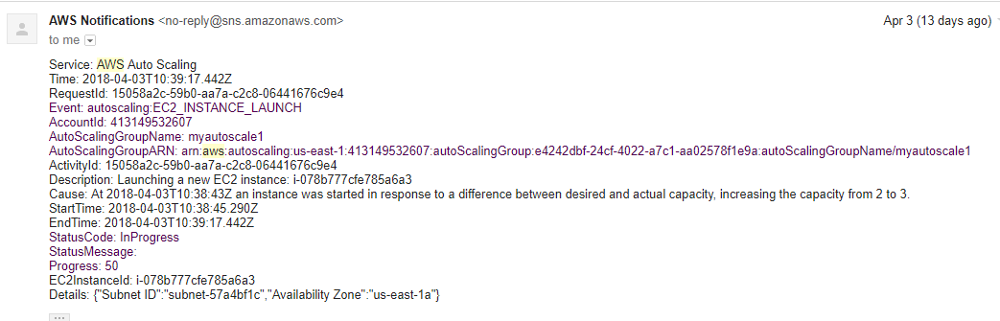 AWS Notifications <no-reply@sns.amazonaws.com> Apr 3 (13 days ago)
to me
Service: AWS Auto Scaling
Time: 2018-04-03T10:39:17.442Z
RequestId: 15058a2c-59b0-aa7a-c2c8-06441676c9e4
Event: autoscaling:EC2_INSTANCE_LAUNCH
AccountId: 413149532607
AutoScalingGroupName: myautoscale1
AutoScalingGroupARN: arn:aws:autoscaling:us-east-1:413149532607:autoScalingGroup:e4242dbf-24cf-4022-a7c1-aa02578f1e9a:autoScalingGroupName/myautoscale1
ActivityId: 15058a2c-59b0-aa7a-c2c8-06441676c9e4
Description: Launching a new EC2 instance: i-078b777cfe785a6a3
Cause: At 2018-04-03T10:38:43Z an instance was started in response to a difference between desired and actual capacity, increasing the capacity from 2 to 3.
StartTime: 2018-04-03T10:38:45.290Z
EndTime: 2018-04-03T10:39:17.442Z
StatusCode: InProgress
StatusMessage:
Progress: 50
EC2InstanceId: i-078b777cfe785a6a3
Details: {"Subnet ID":"subnet-57a4bf1c","Availability Zone":"us-east-1a"}